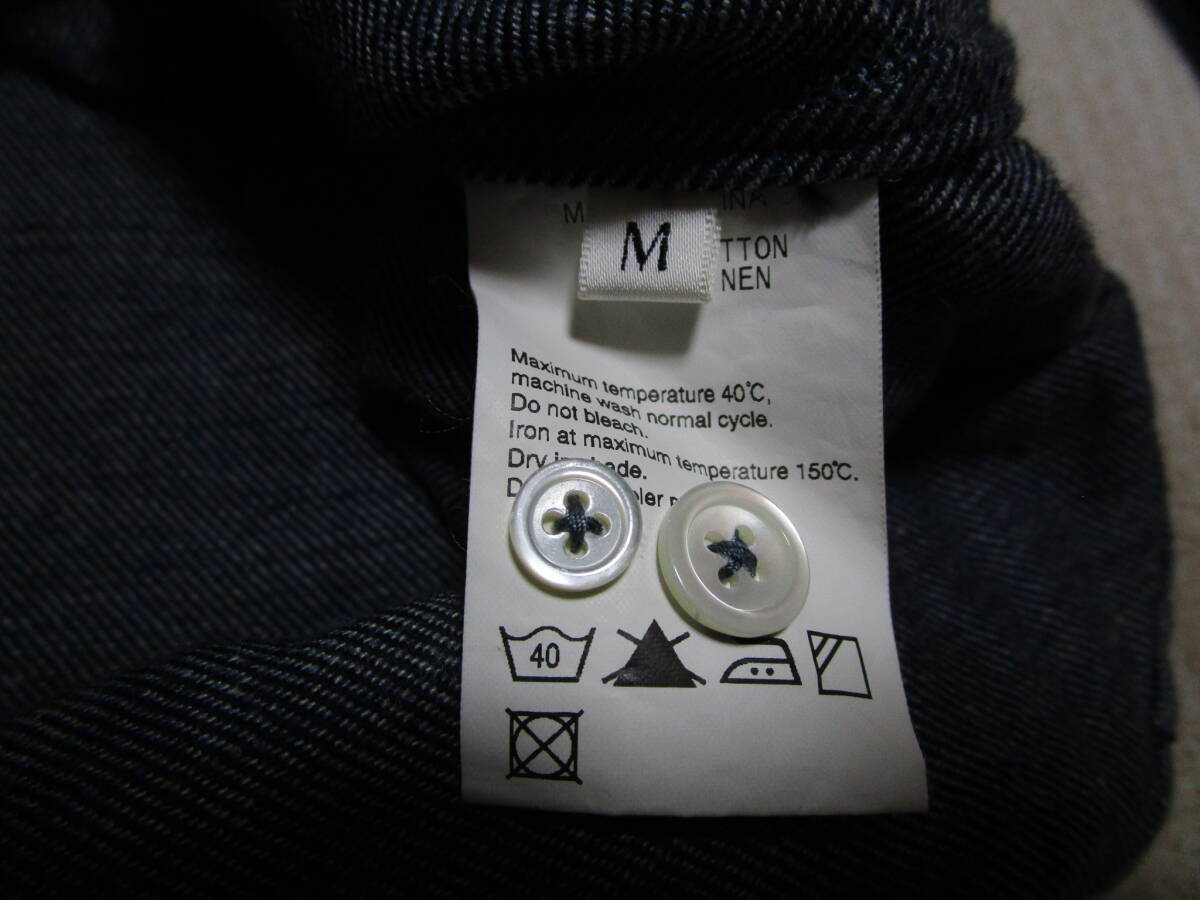 M
M
TTON
NEN
Maximum temperature 40°C,
machine wash normal cycle.
Do not bleach.
Iron at maximum temperature 150°C.
Dry
40